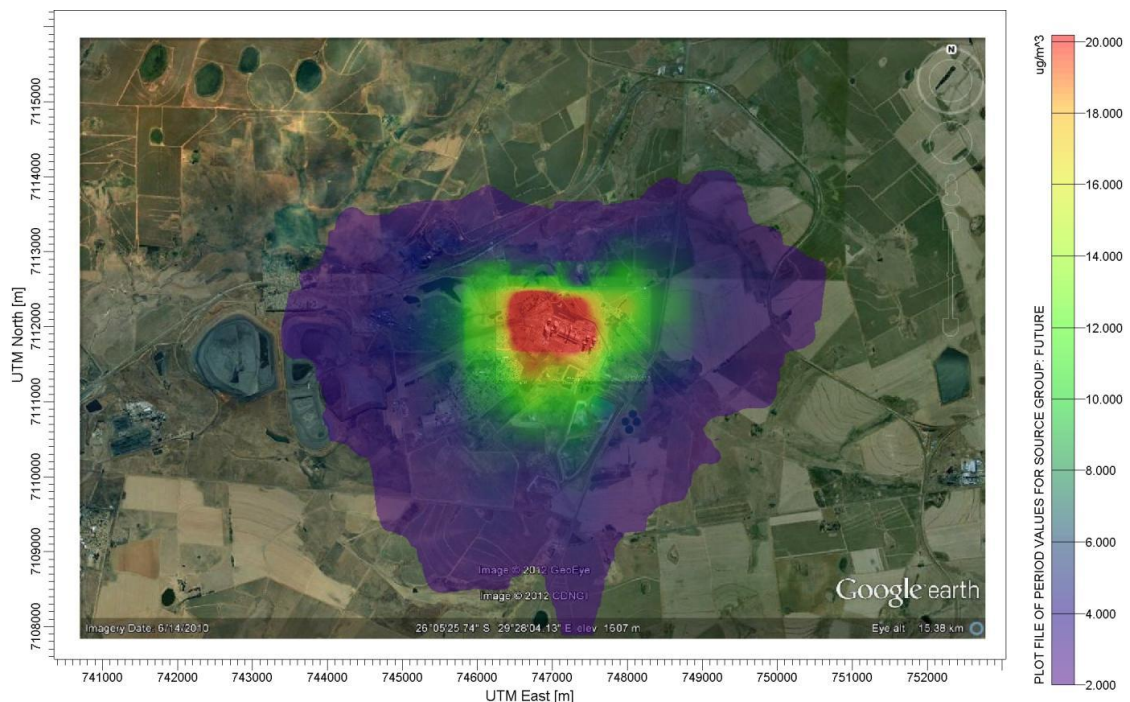 UTM North [m]
7115000
7114000
7113000
7112000
7111000
7110000
7109000
7108000
N
Image © 2012 GeoEye
Image © 2012 CDNGI
Google earth
Imagery Date: 6/14/2010 26°05'25.74" S 29°28'04.13" E elev 1607 m Eye alt 15.38 km
741000 742000 743000 744000 745000 746000 747000 748000 749000 750000 751000 752000
UTM East [m]
PLOT FILE OF PERIOD VALUES FOR SOURCE GROUP: FUTURE
ug/m^3
20.000
18.000
16.000
14.000
12.000
10.000
8.000
6.000
4.000
2.000